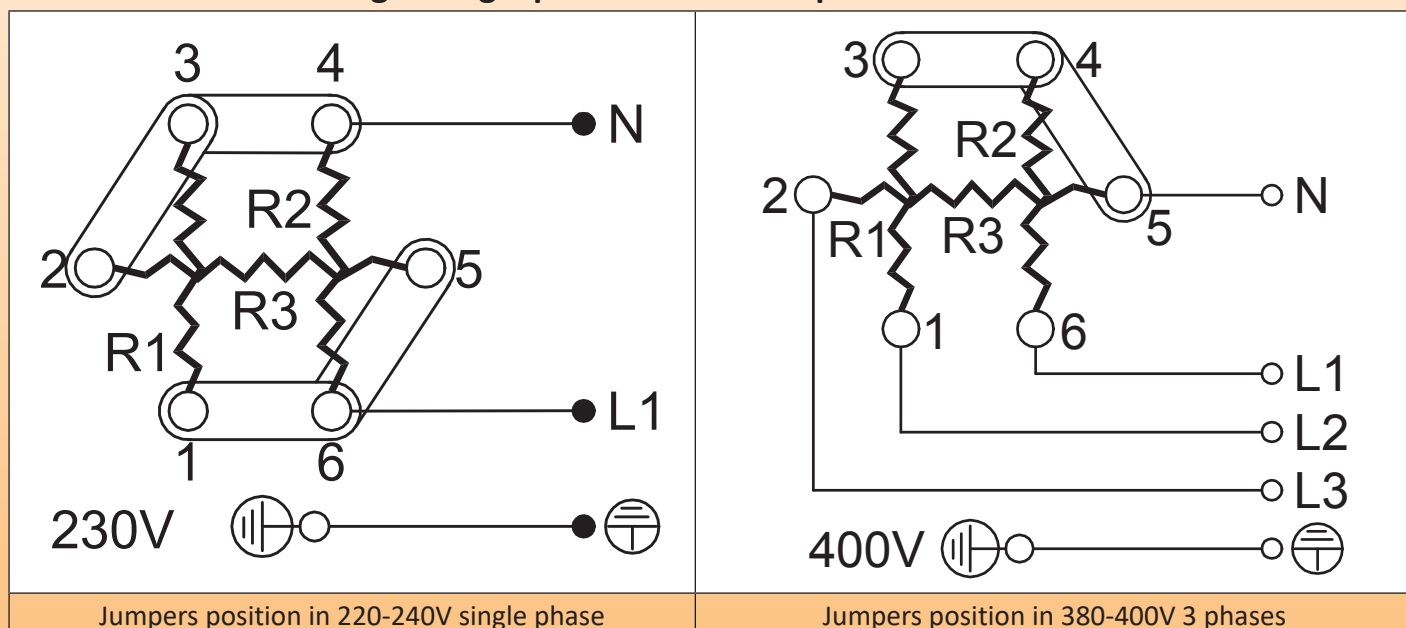 3 4
N
R2
2 5
R3
R1
L1
1 6
230V
Jumpers position in 220-240V single phase
3 4
R2
2 N
R1 R3 5
1 6
L1
L2
L3
400V
Jumpers position in 380-400V 3 phases